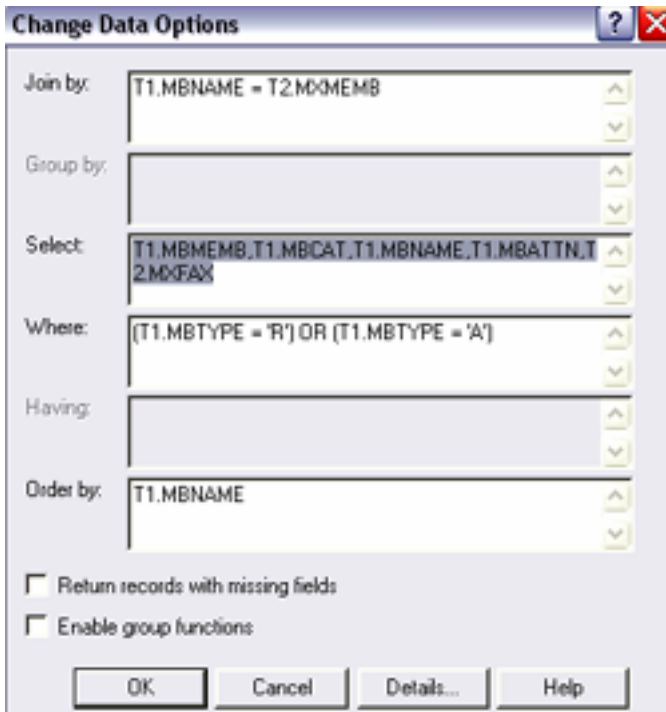 Change Data Options
Join by:
T1.MBNAME = T2.MXMEMB
Group by:
Select:
T1.MBMEMB,T1.MBCAT,T1.MBNAME,T1.MBATTN,T
2.MXFAX
Where:
(T1.MBTYPE = 'R') OR (T1.MBTYPE = 'A')
Having:
Order by:
T1.MBNAME
Return records with missing fields
Enable group functions
OK Cancel Details... Help